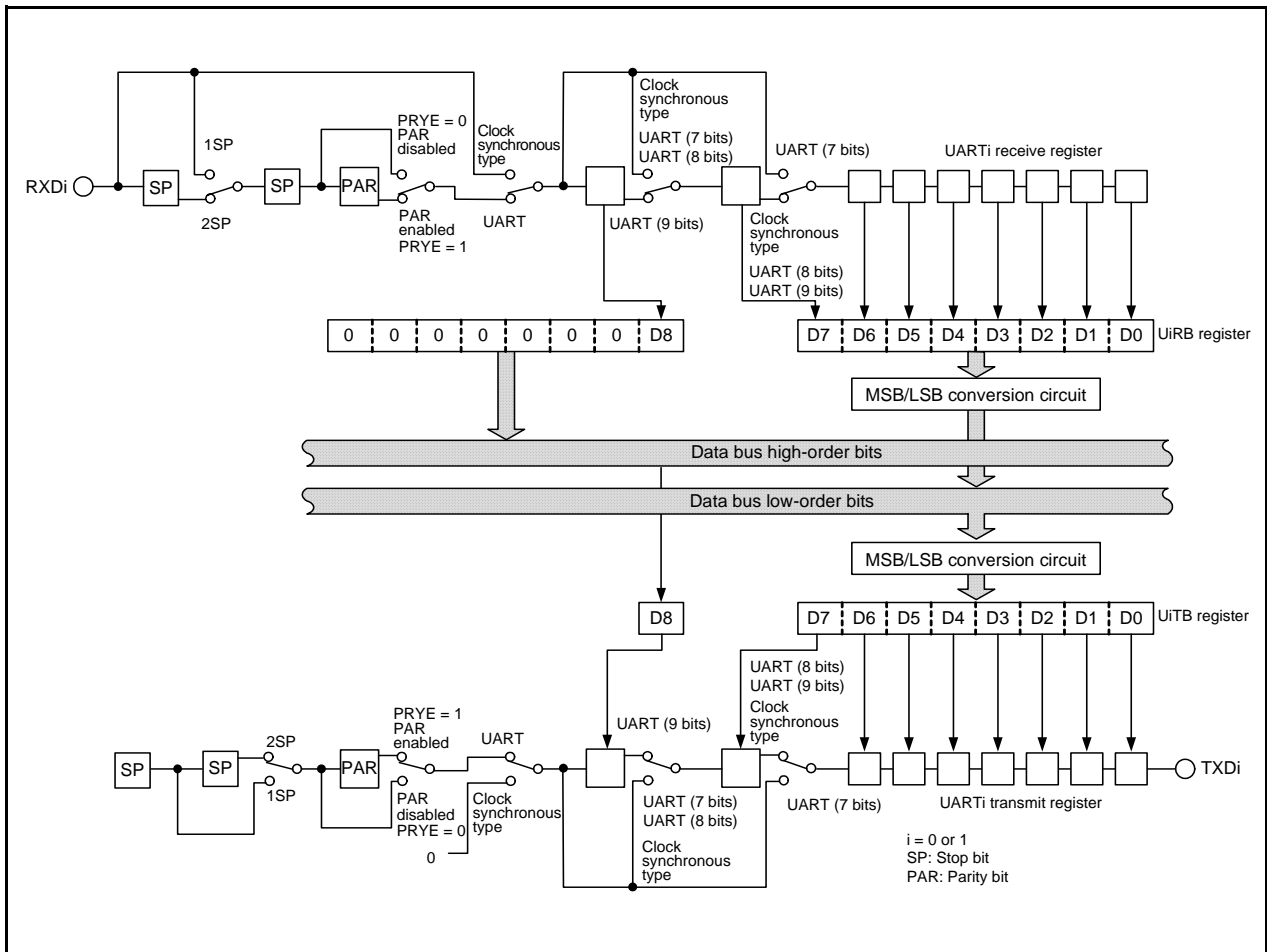 Clock
synchronous
type
PRYE = 0
PAR
disabled
Clock
synchronous
type
UART (7 bits)
UART (8 bits)
UART (7 bits)
UARTi receive register
1SP
RXDi
SP
SP
PAR
2SP
PAR
enabled
PRYE = 1
UART
UART (9 bits)
Clock
synchronous
type
UART (8 bits)
UART (9 bits)
0 0 0 0 0 0 0 D8
D7 D6 D5 D4 D3 D2 D1 D0
UiRB register
MSB/LSB conversion circuit
Data bus high-order bits
Data bus low-order bits
MSB/LSB conversion circuit
D8
D7 D6 D5 D4 D3 D2 D1 D0
UiTB register
UART (8 bits)
UART (9 bits)
Clock
synchronous
type
PRYE = 1
PAR
enabled
UART
UART (9 bits)
2SP
SP
SP
PAR
TXDi
1SP
PAR
disabled
PRYE = 0
0
Clock
synchronous
type
UART (7 bits)
UART (8 bits)
Clock
synchronous
type
UART (7 bits)
UARTi transmit register
i = 0 or 1
SP: Stop bit
PAR: Parity bit